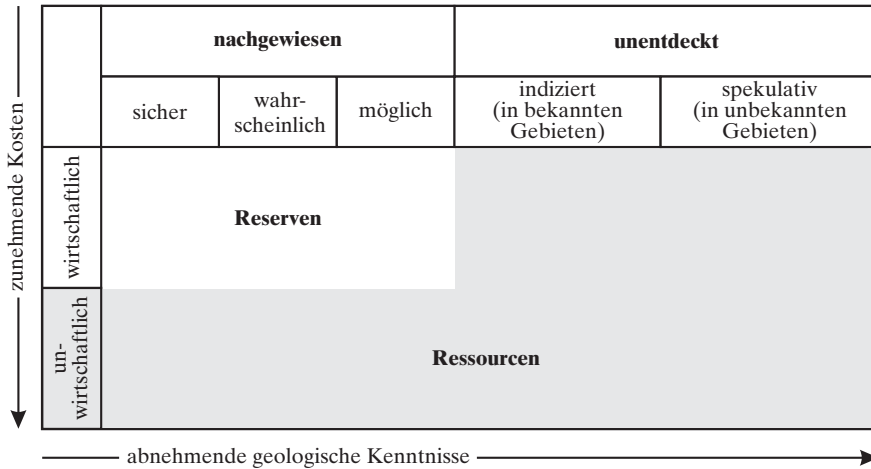 nachgewiesen
unentdeckt
sicher
wahr-
scheinlich
möglich
indiziert
(in bekannten
Gebieten)
spekulativ
(in unbekannten
Gebieten)
zunehmende Kosten
wirtschaftlich
Reserven
un-
wirtschaftlich
Ressourcen
abnehmende geologische Kenntnisse